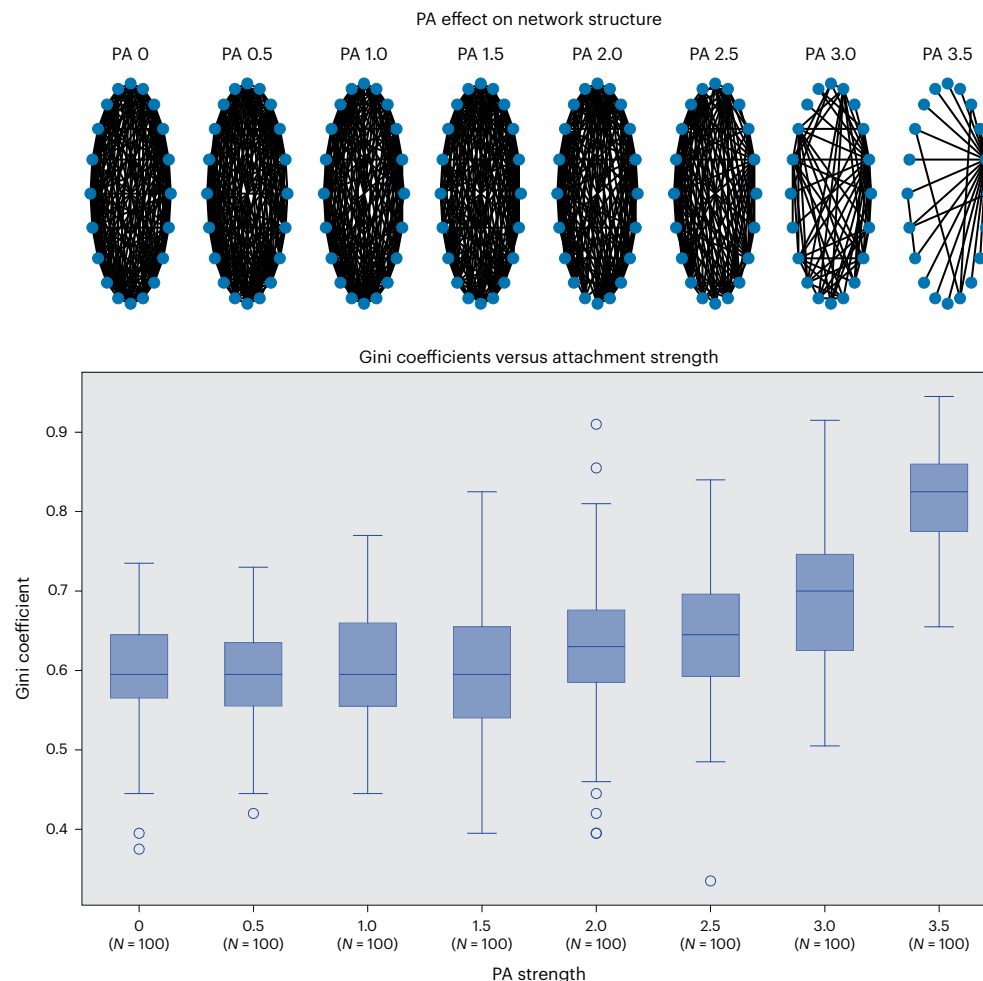 PA effect on network structure
PA 0 PA 0.5 PA 1.0 PA 1.5 PA 2.0 PA 2.5 PA 3.0 PA 3.5
Gini coefficients versus attachment strength
Gini coefficient
0.9
0.8
0.7
0.6
0.5
0.4
0 0.5 1.0 1.5 2.0 2.5 3.0 3.5
(N = 100) (N = 100) (N = 100) (N = 100) (N = 100) (N = 100) (N = 100) (N = 100)
PA strength